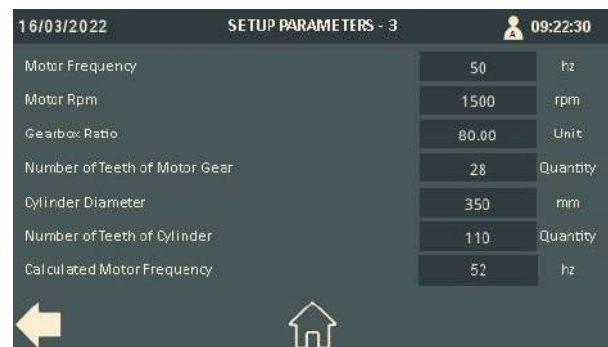 16/03/2022 SETUP PARAMETERS - 3 A 09:22:30
Motor Frequency 50 hz
Motor Rpm 1500 rpm
Gearbox Ratio 80.00 Unit
Number of Teeth of Motor Gear 28 Quantity
Cylinder Diameter 350 mm
Number of Teeth of Cylinder 110 Quantity
Calculated Motor Frequency 52 hz